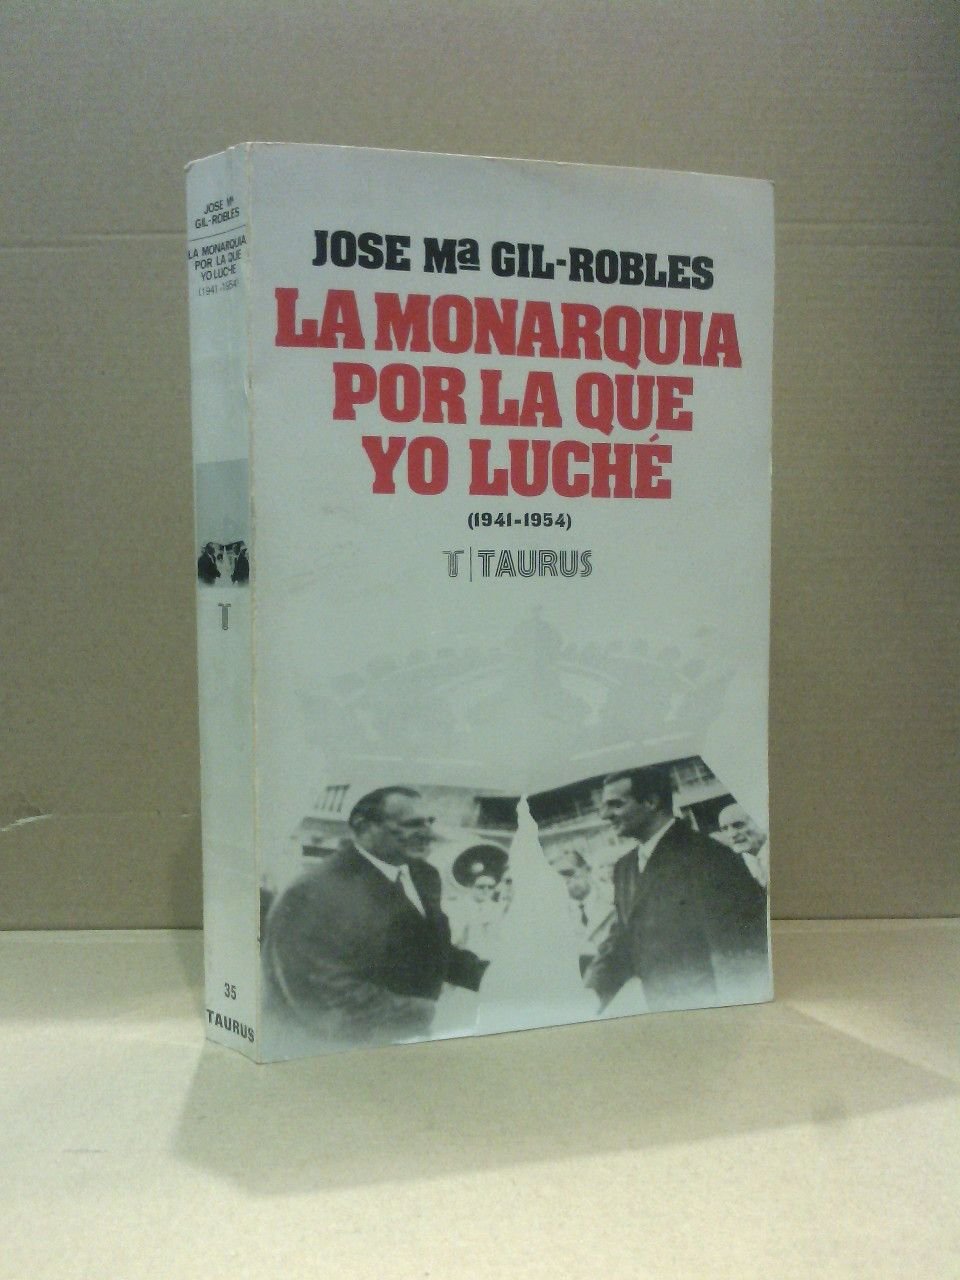 JOSE Mª GIL-ROBLES
LA MONARQUIA
POR LA QUE
YO LUCHÉ
(1941-1954)
T | TAURUS
JOSE Mª
GIL-ROBLES
LA MONARQUIA
POR LA QUE
YO LUCHÉ
(1941-1954)
T
35
TAURUS